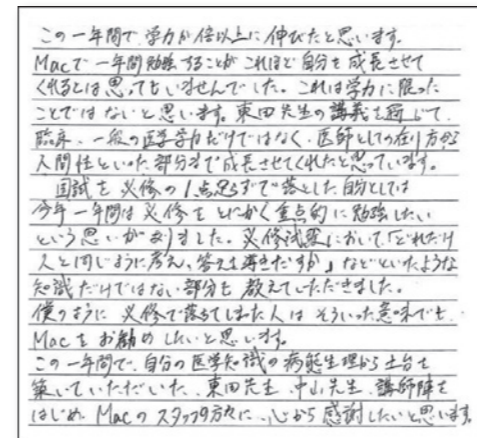 この一年間で、学力が倍以上に伸びたと思います。
Macで一年間勉強することがこれほど自分を成長させて
くれるとは思ってもいませんでした。これは学力に限った
ことではないと思います。東田先生の講義を通じて、
臨床、一般の医学学力だけではなく、医師としての在り方から
人間性といった部分まで成長させてくれたと思っています。
国試を必修の1点足らずで落とした自分としては
今年一年間は必修をとにかく重点的に勉強したい
という思いがありました。必修試験において「どれだけ
人と同じように考え、答えを導きだすか」などといったような
知識だけではない部分も教えていただきました。
僕のように必修で落ちてしまった人はそういった意味でも
Macをお勧めしたいと思います。
この一年間で、自分の医学知識の病態生理から土台を
築いていただいた、東田先生、中山先生、講師陣を
はじめ、Macのスタッフの方々に、心から感謝したいと思います。